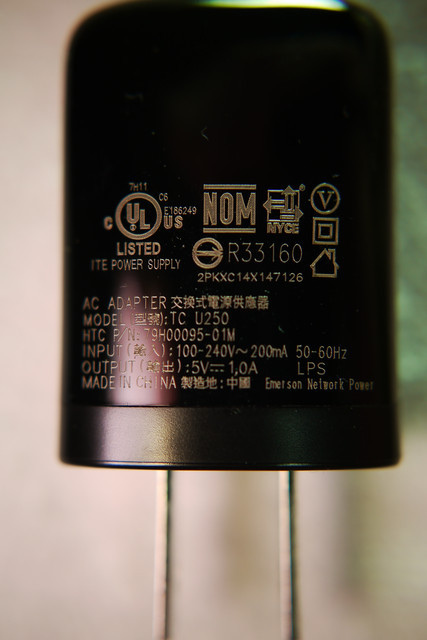 7H11
C6
c UL US E186249
LISTED
ITE POWER SUPPLY
NOM
NYCE
V
R33160
2PKXC14X147126
AC ADAPTER 交換式電源供應器
MODEL(型號):TC U250
HTC P/N:79H00095-01M
INPUT(輸入):100-240V~200mA 50-60Hz
OUTPUT(輸出):5V⎓1.0A LPS
MADE IN CHINA 製造地:中國 Emerson Network Power